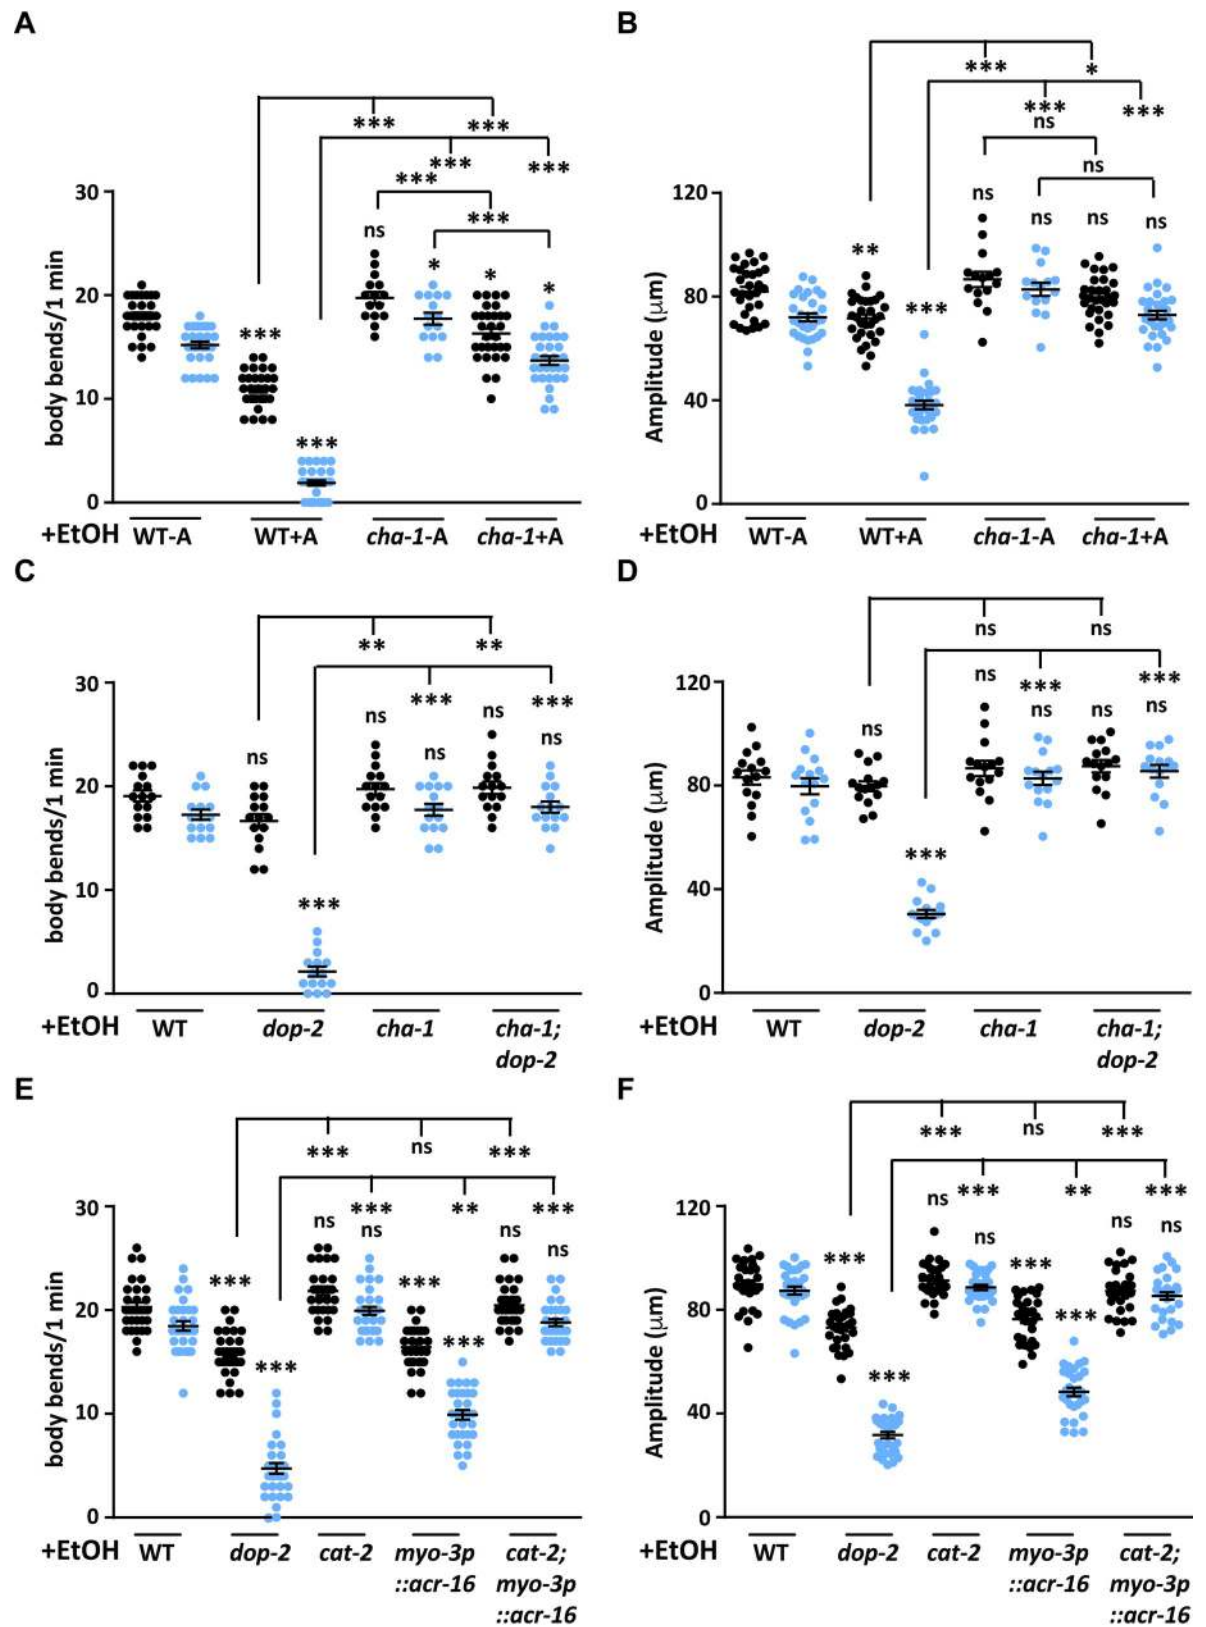 A
B
*** *
*** ***
*** ***
ns
*** ***
ns
***
***
30
120
ns
ns
ns
ns
ns
* * *
**
body bends/1 min
Amplitude (μm)
20
80
***
***
10
40
***
0
0
+EtOH WT-A WT+A cha-1-A cha-1+A
+EtOH WT-A WT+A cha-1-A cha-1+A
C
D
** **
ns ns
*** ***
*** ***
30
120
ns ns
ns ns
ns ns
ns ns
ns
ns
body bends/1 min
Amplitude (μm)
20
80
10
40
***
***
0
0
+EtOH WT dop-2 cha-1 cha-1;
dop-2
+EtOH WT dop-2 cha-1 cha-1;
dop-2
E
F
*** ns ***
*** ns ***
*** ** ***
*** ** ***
30
120
ns ns ns ns
ns ns ns ns
*** ***
*** ***
body bends/1 min
Amplitude (μm)
20
80
*** ***
*** ***
10
40
0
0
+EtOH WT dop-2 cat-2 myo-3p cat-2;
::acr-16 myo-3p
::acr-16
+EtOH WT dop-2 cat-2 myo-3p cat-2;
::acr-16 myo-3p
::acr-16